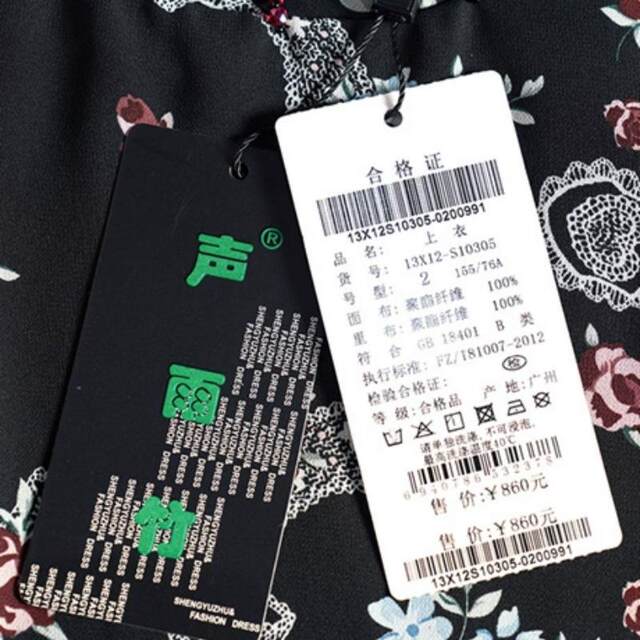 声
®
雨
竹
SHENGYUZHU&
FASHION DRESS
合格证
13X12S10305-0200991
品名: 上衣
货号: 13X12-S10305
号型: 2 155/76A
面布: 聚酯纤维 100%
里布: 聚酯纤维 100%
符合 GB 18401 B 类
执行标准: FZ/T81007-2012
检验合格证: 检
等级: 合格品 产地: 广州
请单独洗涤,不可漂
最高洗涤温度40℃
售价:¥860元
售价:¥860元
13X12S10305-0200991